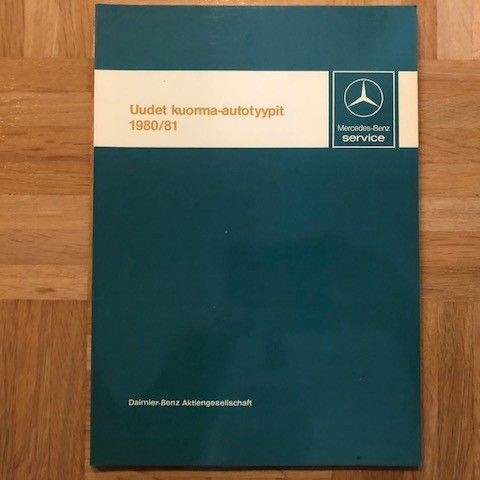 Uudet kuorma-autotyypit
1980/81
Mercedes-Benz
service
Daimler-Benz Aktiengesellschaft